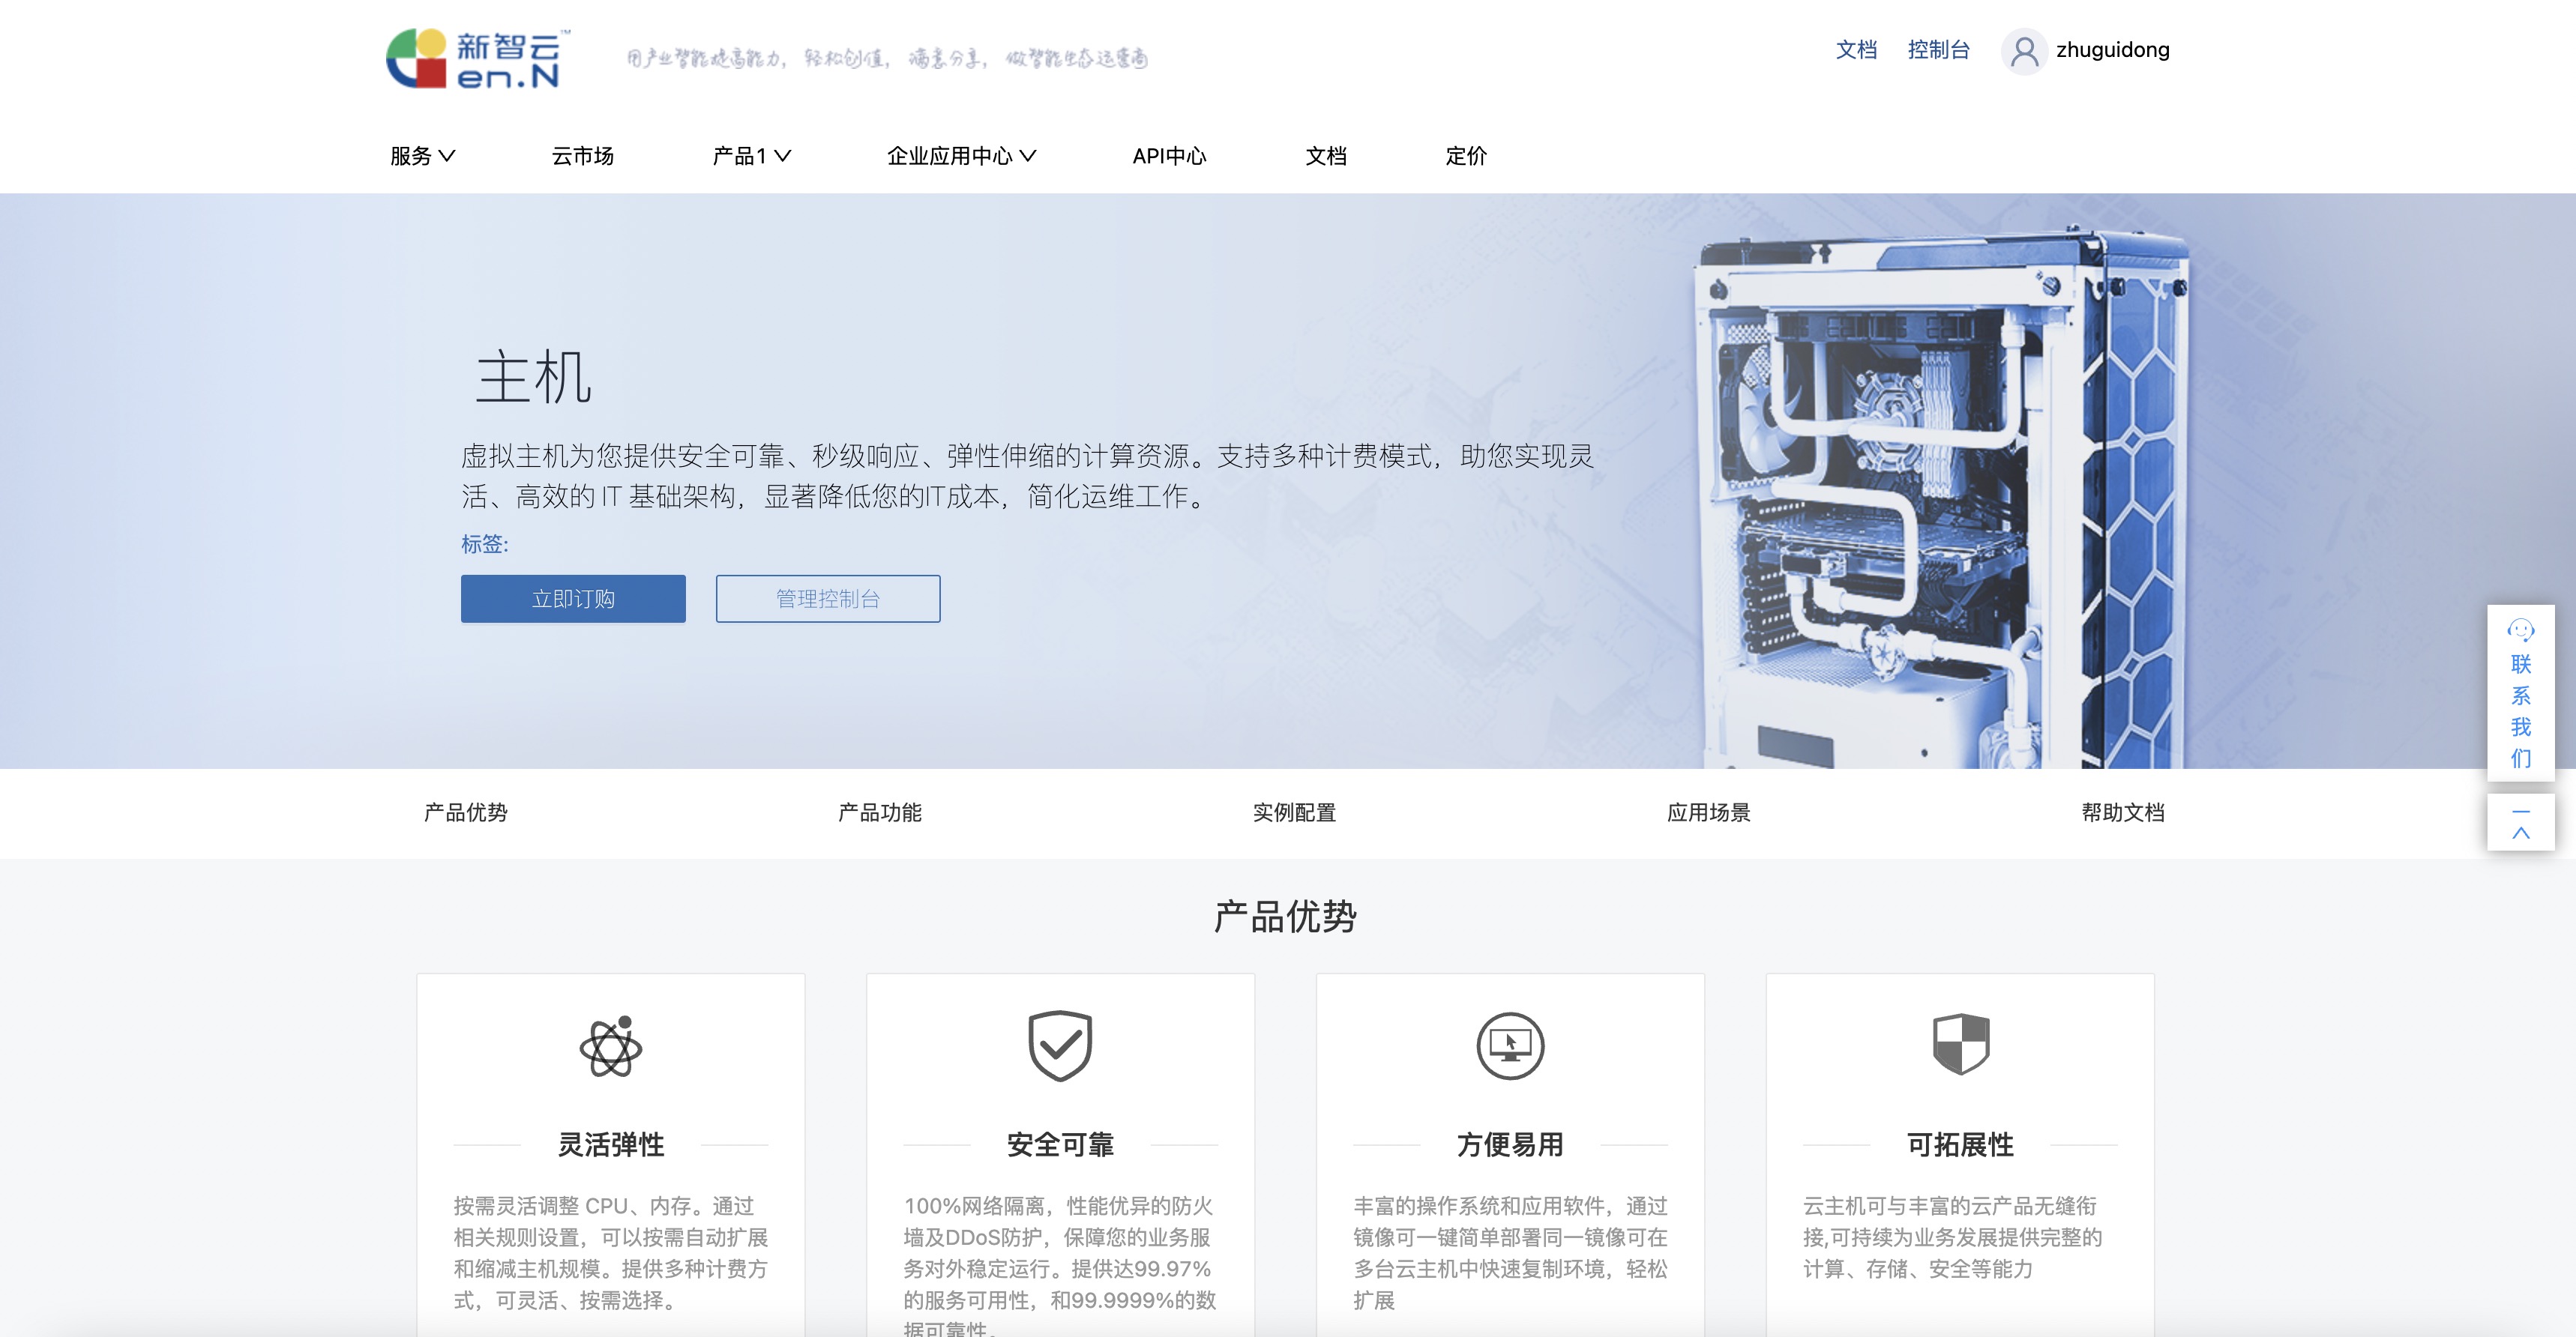 新智云™
en.N
用产业智能提高能力，轻松创值，满意分享，做智能生态运营商
文档 控制台 zhuguidong
服务 云市场 产品1 企业应用中心 API中心 文档 定价
主机
虚拟主机为您提供安全可靠、秒级响应、弹性伸缩的计算资源。支持多种计费模式，助您实现灵
活、高效的 IT 基础架构，显著降低您的IT成本，简化运维工作。
标签:
立即订购 管理控制台
联
系
我
们
产品优势 产品功能 实例配置 应用场景 帮助文档
产品优势
灵活弹性
按需灵活调整 CPU、内存。通过
相关规则设置，可以按需自动扩展
和缩减主机规模。提供多种计费方
式，可灵活、按需选择。
安全可靠
100%网络隔离，性能优异的防火
墙及DDoS防护，保障您的业务服
务对外稳定运行。提供达99.97%
的服务可用性，和99.9999%的数
据可靠性。
方便易用
丰富的操作系统和应用软件，通过
镜像可一键简单部署同一镜像可在
多台云主机中快速复制环境，轻松
扩展
可拓展性
云主机可与丰富的云产品无缝衔
接,可持续为业务发展提供完整的
计算、存储、安全等能力